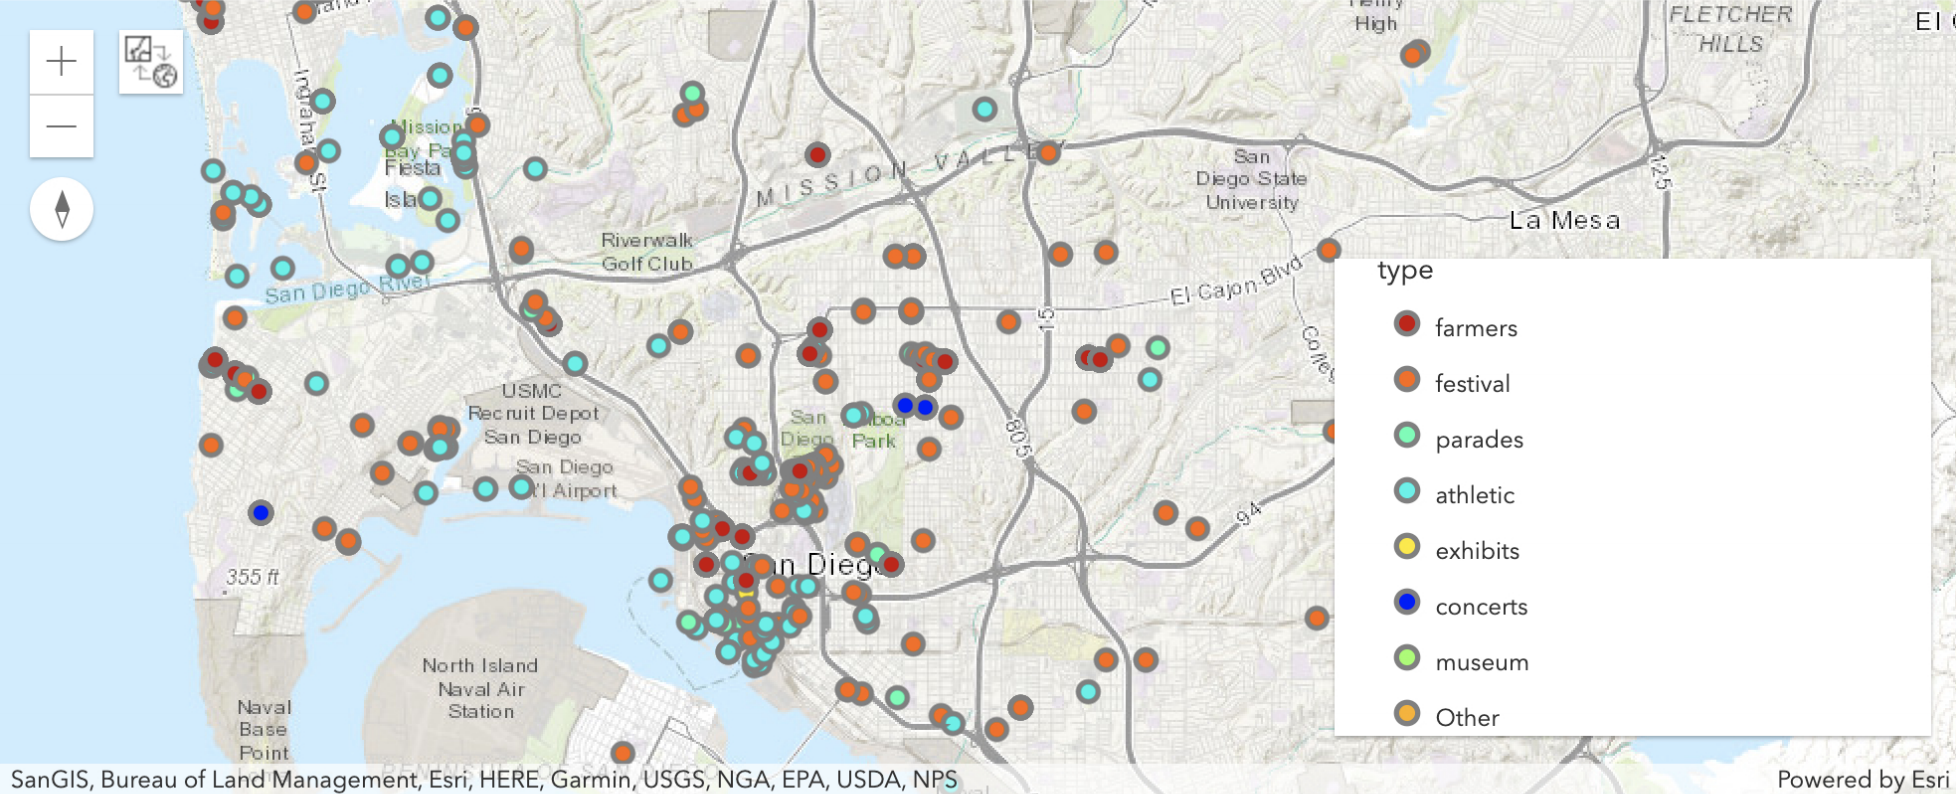 Henry
High
FLETCHER
HILLS
El
Ingraham St
Mission
Bay Pa
Fiesta
Isla
MISSION VALLEY
San
Diego State
University
125
La Mesa
Riverwalk
Golf Club
San Diego River
El Cajon Blvd
15
Colleg
type
farmers
festival
parades
athletic
exhibits
concerts
museum
Other
USMC
Recruit Depot
San Diego
San Diego
'l Airport
San
Diego
lboa
Park
805
94
San Diego
355 ft
North Island
Naval Air
Station
Naval
Base
Point
SanGIS, Bureau of Land Management, Esri, HERE, Garmin, USGS, NGA, EPA, USDA, NPS
Powered by Esri